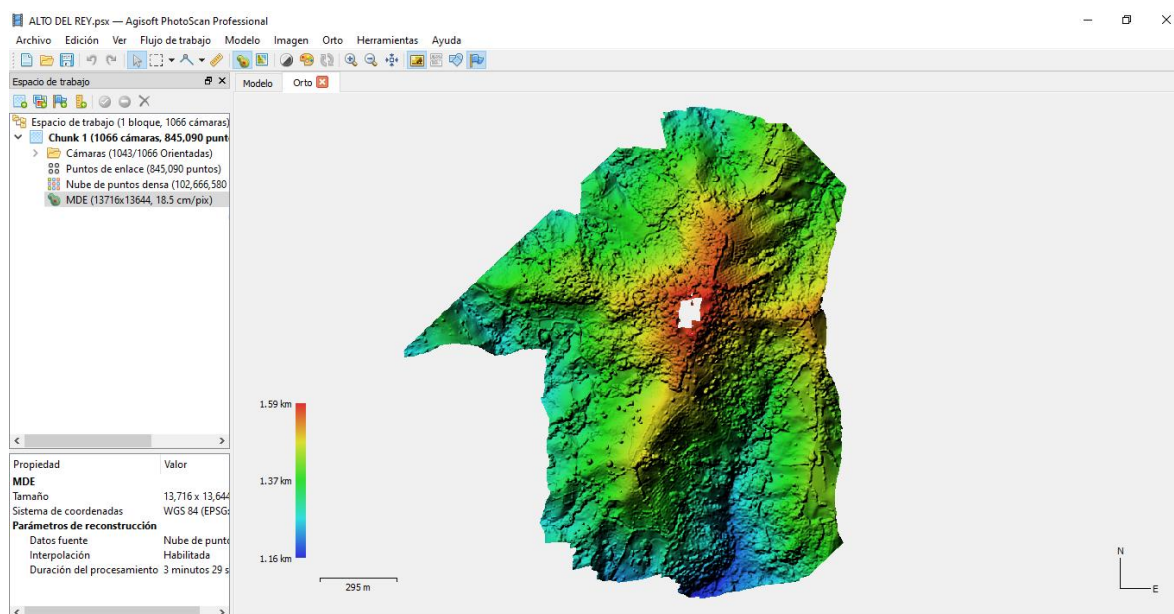 ALTO DEL REY.psx — Agisoft PhotoScan Professional
Archivo Edición Ver Flujo de trabajo Modelo Imagen Orto Herramientas Ayuda
Espacio de trabajo
Modelo Orto
Espacio de trabajo (1 bloque, 1066 cámaras)
Chunk 1 (1066 cámaras, 845,090 punt
Cámaras (1043/1066 Orientadas)
Puntos de enlace (845,090 puntos)
Nube de puntos densa (102,666,580
MDE (13716x13644, 18.5 cm/pix)
Propiedad Valor
MDE
Tamaño 13,716 x 13,644
Sistema de coordenadas WGS 84 (EPSG:
Parámetros de reconstrucción
Datos fuente Nube de punto
Interpolación Habilitada
Duración del procesamiento 3 minutos 29 s
1.59 km
1.37 km
1.16 km
295 m
N
E